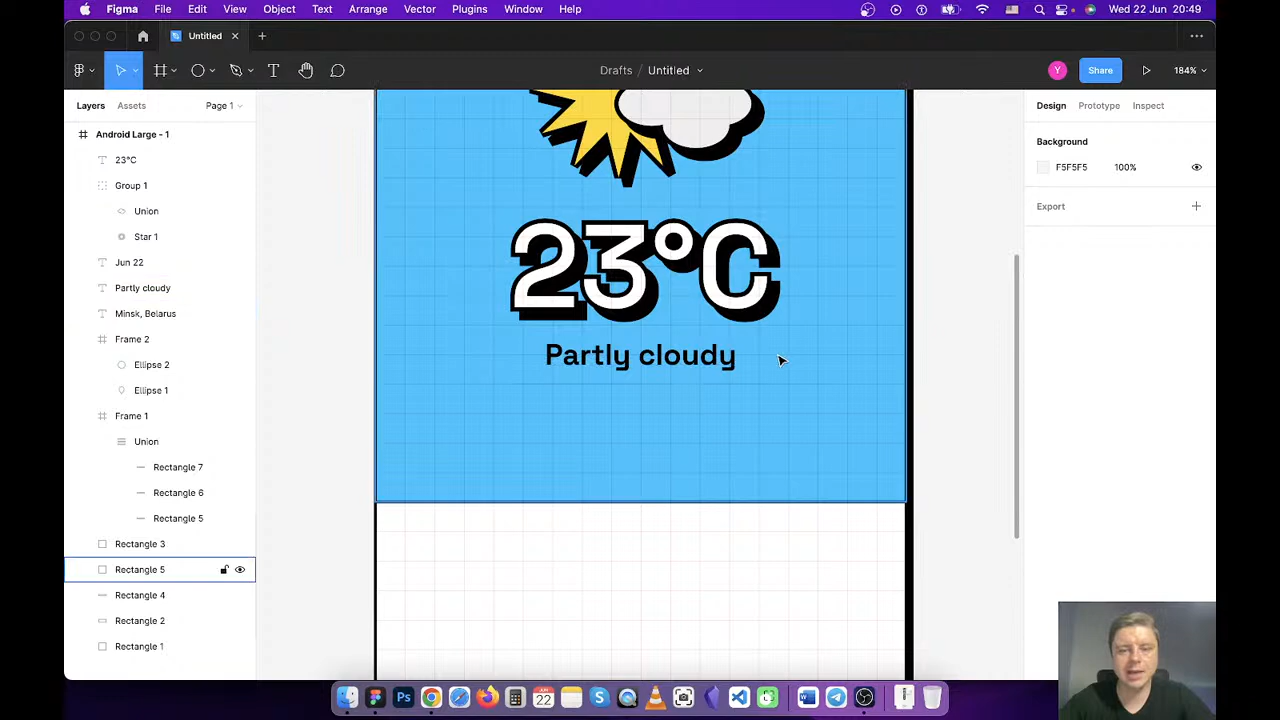 Figma File Edit View Object Text Arrange Vector Plugins Window Help Wed 22 Jun 20:49
Untitled
Drafts / Untitled
Y Share 184%
Layers Assets Page 1
Design Prototype Inspect
Android Large - 1
Background
23°C
F5F5F5 100%
Group 1
Export
Union
Star 1
Jun 22
Partly cloudy
Minsk, Belarus
Frame 2
Ellipse 2
Ellipse 1
Frame 1
Union
Rectangle 7
Rectangle 6
Rectangle 5
Rectangle 3
Rectangle 5
Rectangle 4
Rectangle 2
Rectangle 1
23°C
Partly cloudy